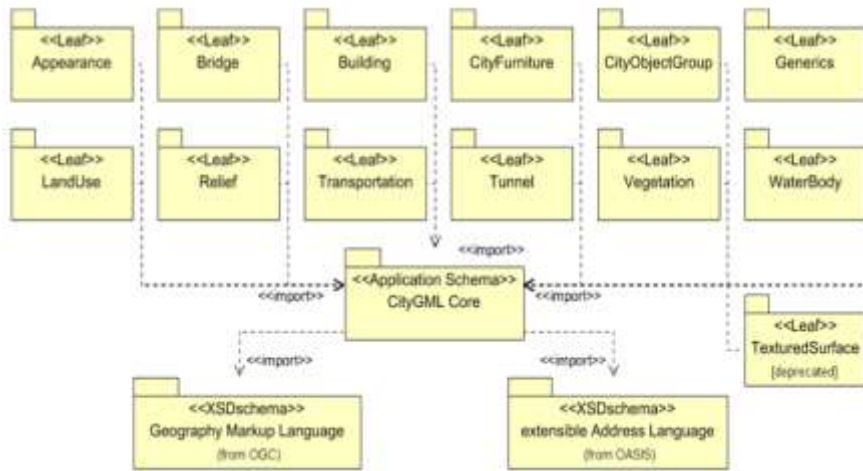 <<Leaf>>
Appearance
<<Leaf>>
Bridge
<<Leaf>>
Building
<<Leaf>>
CityFurniture
<<Leaf>>
CityObjectGroup
<<Leaf>>
Generics
<<Leaf>>
LandUse
<<Leaf>>
Relief
<<Leaf>>
Transportation
<<Leaf>>
Tunnel
<<Leaf>>
Vegetation
<<Leaf>>
WaterBody
<<import>>
<<Application Schema>>
CityGML Core
<<import>>
<<import>>
<<Leaf>>
TexturedSurface
[deprecated]
<<import>>
<<import>>
<<XSDschema>>
Geography Markup Language
(from OGC)
<<XSDschema>>
extensible Address Language
(from OASIS)